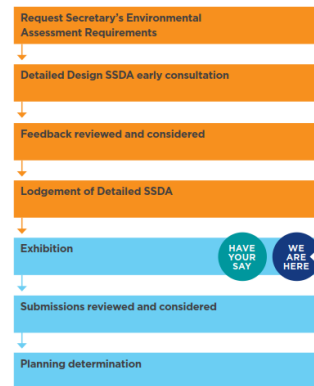 Request Secretary's Environmental
Assessment Requirements
Detailed Design SSDA early consultation
Feedback reviewed and considered
Lodgement of Detailed SSDA
Exhibition
HAVE
YOUR
SAY
WE
ARE
HERE
Submissions reviewed and considered
Planning determination